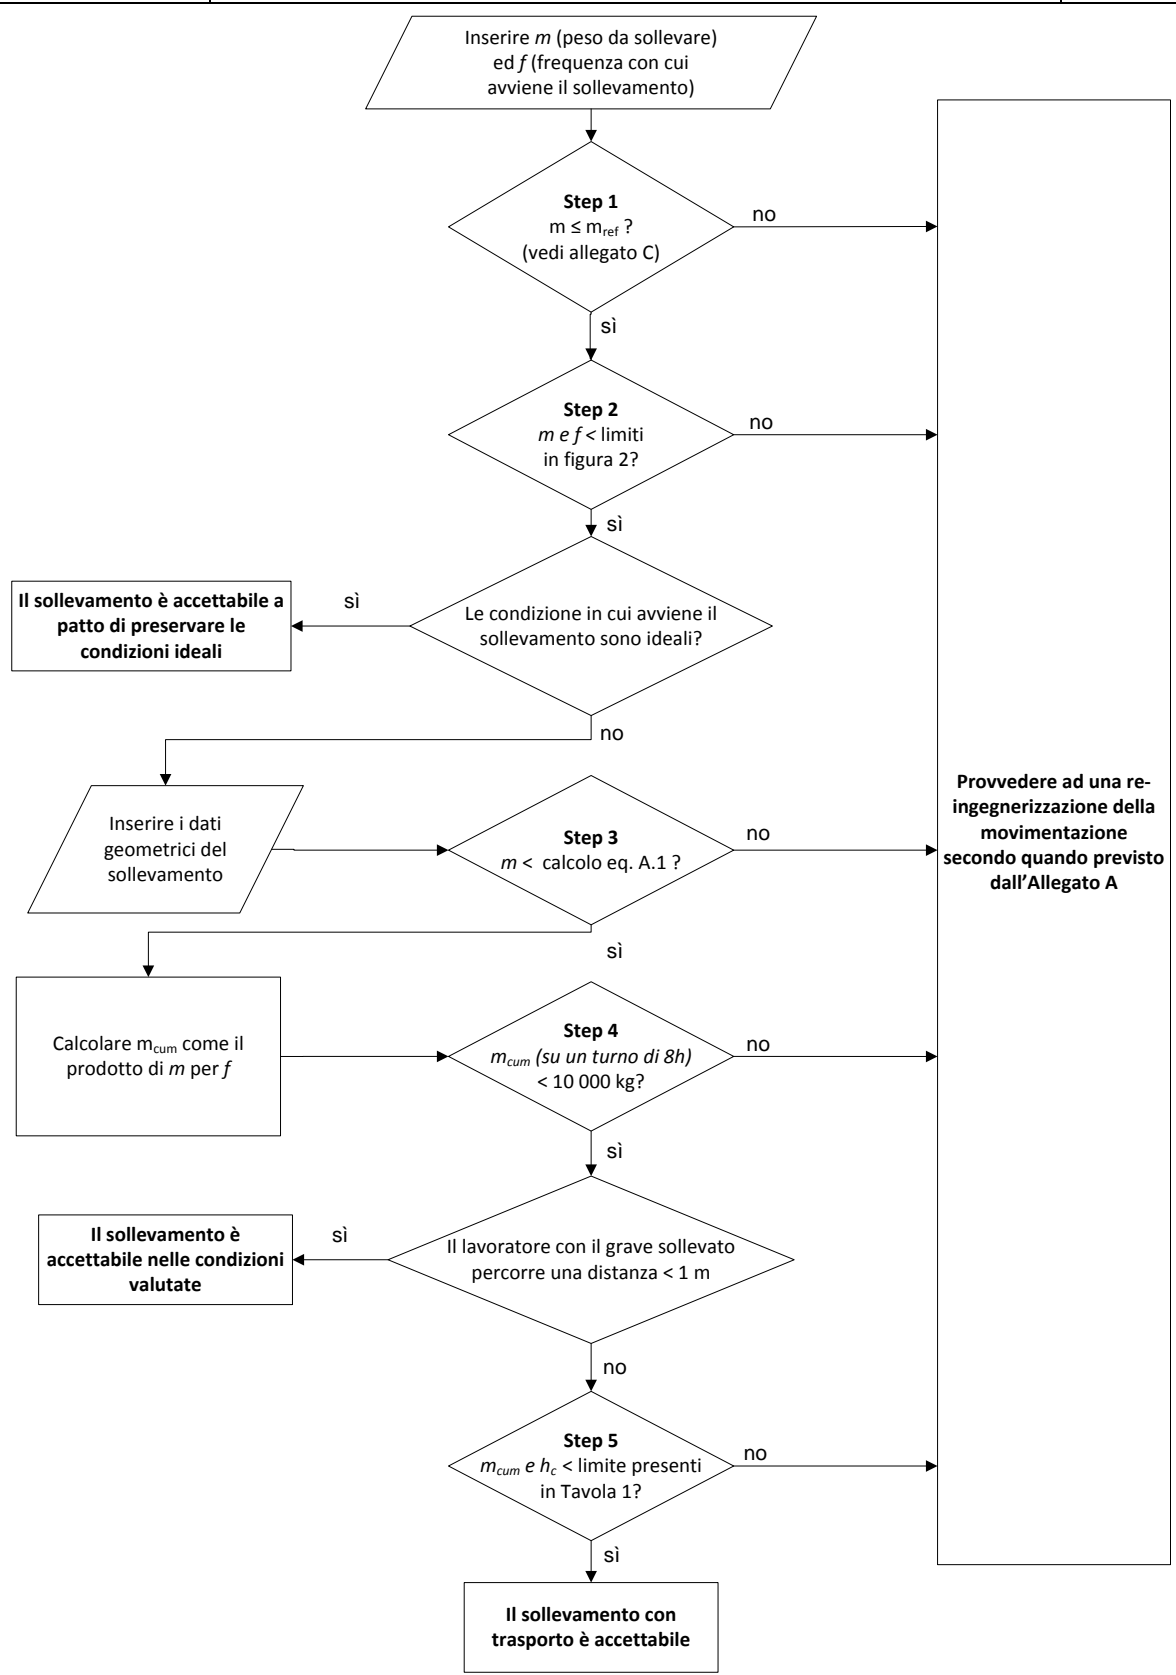 Inserire m (peso da sollevare)
ed f (frequenza con cui
avviene il sollevamento)
Step 1
m ≤ mref ?
(vedi allegato C)
no
sì
Step 2
m e f < limiti
in figura 2?
no
sì
Le condizione in cui avviene il
sollevamento sono ideali?
sì
Il sollevamento è accettabile a
patto di preservare le
condizioni ideali
no
Inserire i dati
geometrici del
sollevamento
Step 3
m < calcolo eq. A.1 ?
no
Provvedere ad una re-
ingegnerizzazione della
movimentazione
secondo quando previsto
dall'Allegato A
sì
Calcolare mcum come il
prodotto di m per f
Step 4
mcum (su un turno di 8h)
< 10 000 kg?
no
sì
Il lavoratore con il grave sollevato
percorre una distanza < 1 m
sì
Il sollevamento è
accettabile nelle condizioni
valutate
no
Step 5
mcum e hc < limite presenti
in Tavola 1?
no
sì
Il sollevamento con
trasporto è accettabile